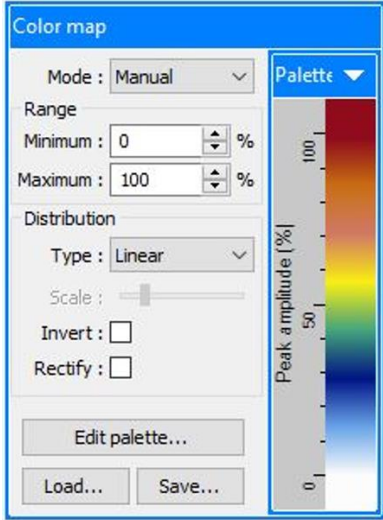 Color map
Mode : Manual
Range
Minimum : 0 %
Maximum : 100 %
Distribution
Type : Linear
Scale :
Invert :
Rectify :
Edit palette...
Load... Save...
Palette
100
50
0
Peak amplitude (%|